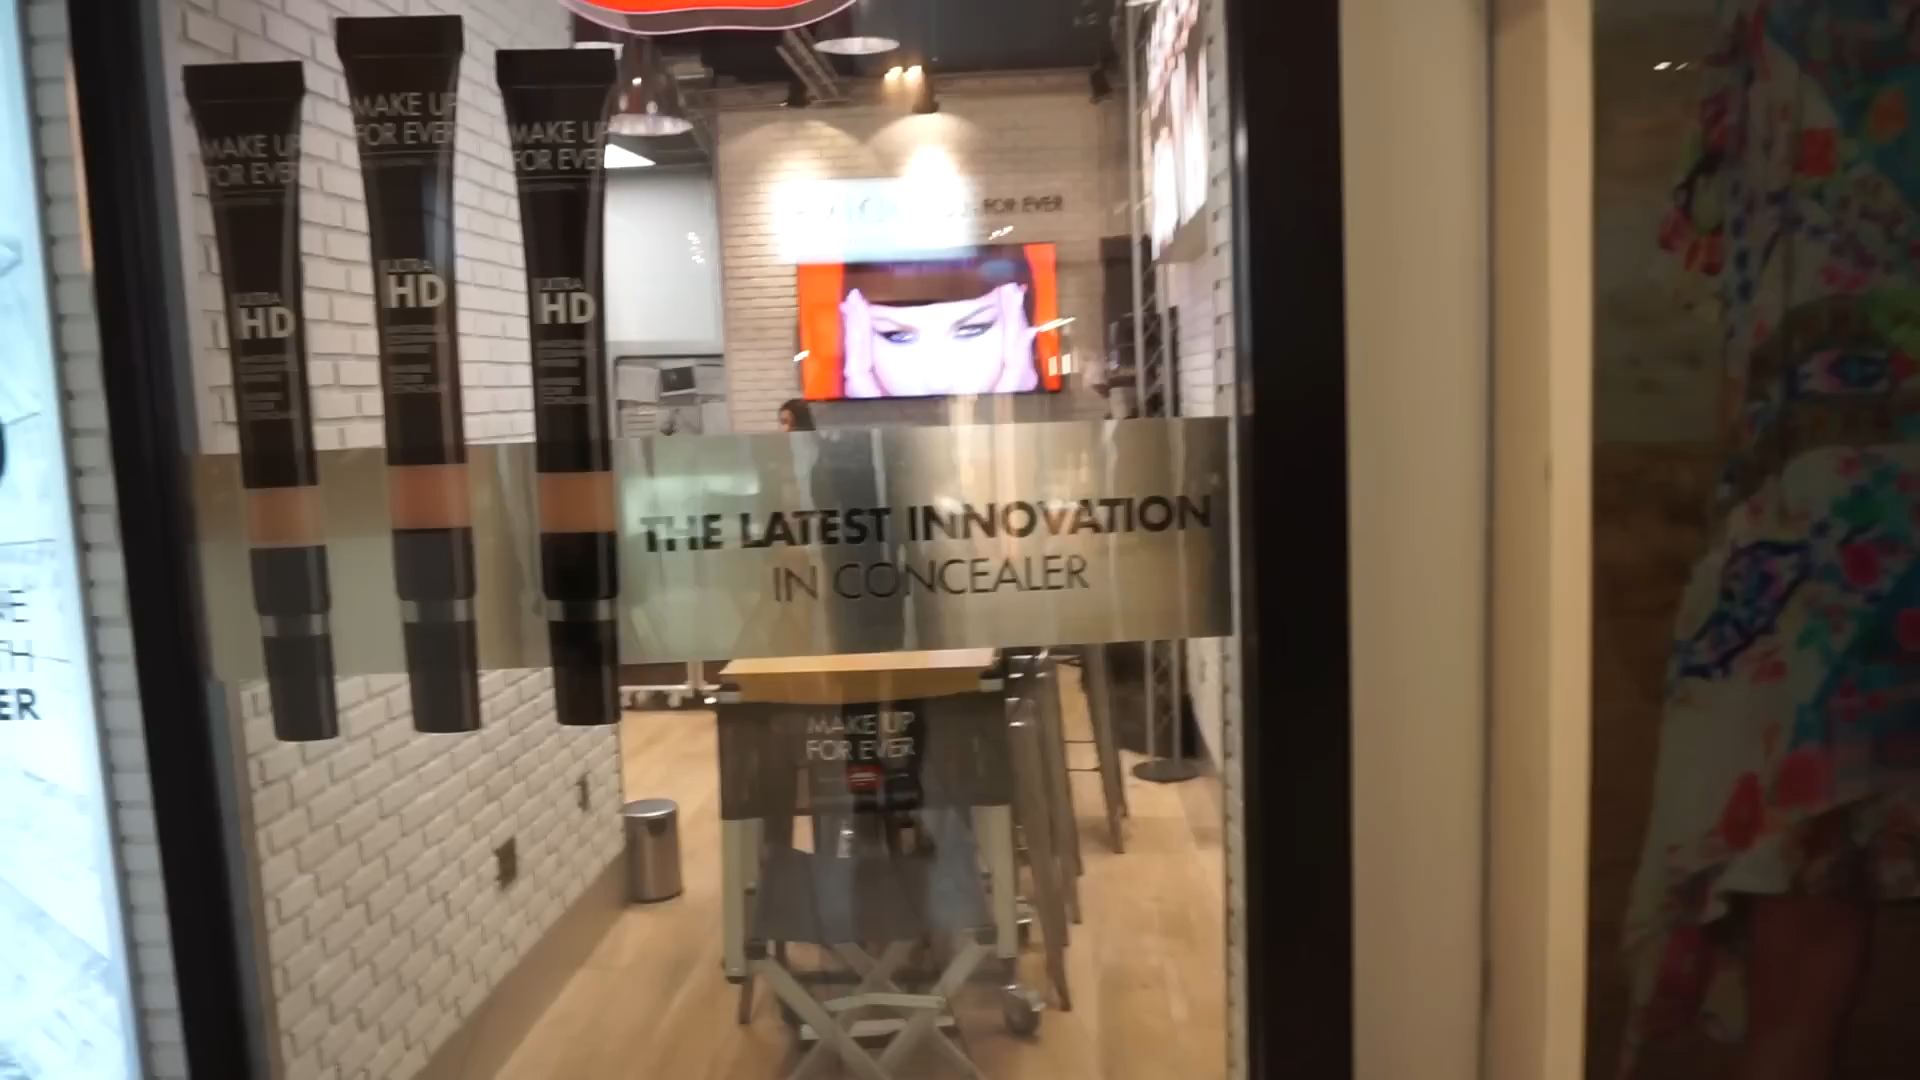 MAKE UP
FOR EVER
ULTRA
HD
MAKE UP
FOR EVER
ULTRA
HD
MAKE UP
FOR EVER
ULTRA
HD
FOR EVER
THE LATEST INNOVATION
IN CONCEALER
MAKE UP
FOR EVER
ER